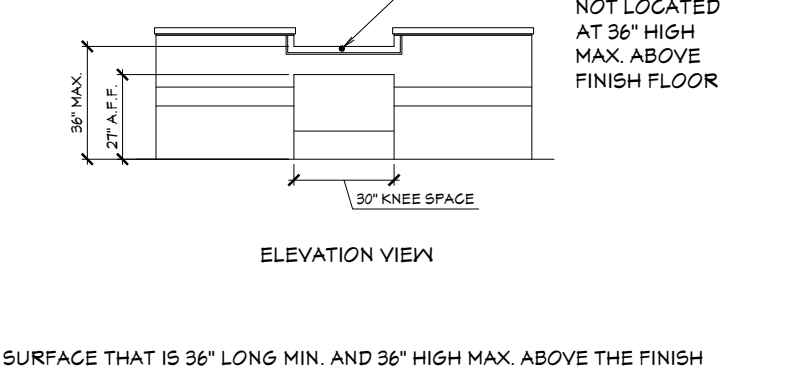 NOT LOCATED
AT 36" HIGH
MAX. ABOVE
FINISH FLOOR
36" MAX.
27" A.F.F.
30" KNEE SPACE
ELEVATION VIEW
SURFACE THAT IS 36" LONG MIN. AND 36" HIGH MAX. ABOVE THE FINISH